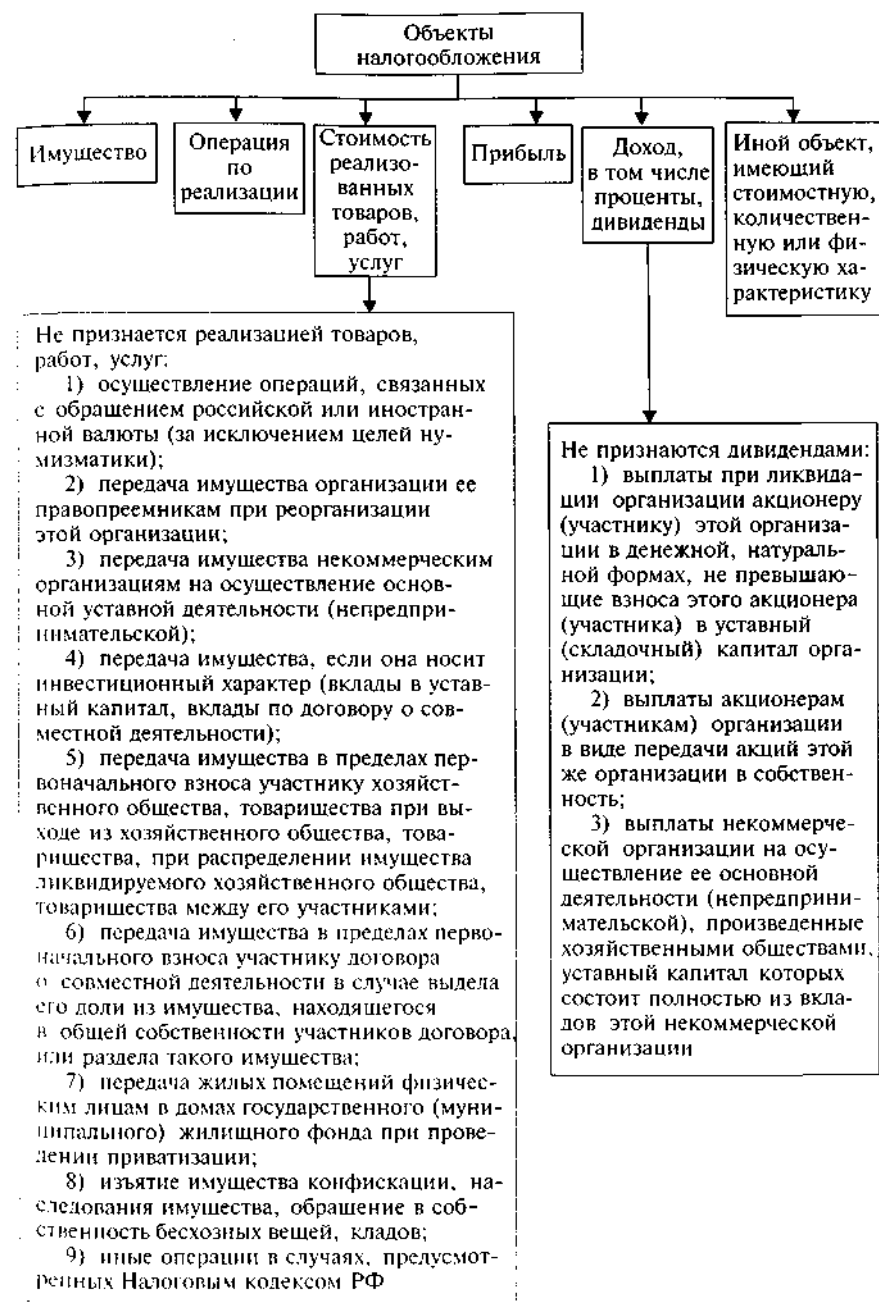 Объекты
налогообложения
Имущество
Операция
по
реализации
Стоимость
реализо-
ванных
товаров,
работ,
услуг
Прибыль
Доход,
в том числе
проценты,
дивиденды
Иной объект,
имеющий
стоимостную,
количествен-
ную или фи-
зическую ха-
рактеристику
Не признается реализацией товаров,
работ, услуг:
1) осуществление операций, связанных
с обращением российской или иностран-
ной валюты (за исключением целей ну-
мизматики);
2) передача имущества организации ее
правопреемникам при реорганизации
этой организации;
3) передача имущества некоммерческим
организациям на осуществление основ-
ной уставной деятельности (непредпри-
нимательской);
4) передача имущества, если она носит
инвестиционный характер (вклады в устав-
ный капитал, вклады по договору о сов-
местной деятельности);
5) передача имущества в пределах пер-
воначального взноса участнику хозяйст-
венного общества, товарищества при вы-
ходе из хозяйственного общества, това-
рищества, при распределении имущества
ликвидируемого хозяйственного общества,
товарищества между его участниками;
6) передача имущества в пределах перво-
начального взноса участнику договора
о совместной деятельности в случае выдела
его доли из имущества, находящегося
в общей собственности участников договора,
или раздела такого имущества;
7) передача жилых помещений физичес-
ким лицам в домах государственного (муни-
ципального) жилищного фонда при прове-
дении приватизации;
8) изъятие имущества конфискации, на-
следования имущества, обращение в соб-
ственность бесхозных вещей, кладов;
9) иные операции в случаях, предусмот-
ренных Налоговым кодексом РФ
Не признаются дивидендами:
1) выплаты при ликвида-
ции организации акционеру
(участнику) этой организа-
ции в денежной, натураль-
ной формах, не превышаю-
щие взноса этого акционера
(участника) в уставный
(складочный) капитал орга-
низации;
2) выплаты акционерам
(участникам) организации
в виде передачи акций этой
же организации в собствен-
ность;
3) выплаты некоммерче-
ской организации на осу-
ществление ее основной
деятельности (непредприни-
мательской), произведенные
хозяйственными обществами,
уставный капитал которых
состоит полностью из вкла-
дов этой некоммерческой
организации